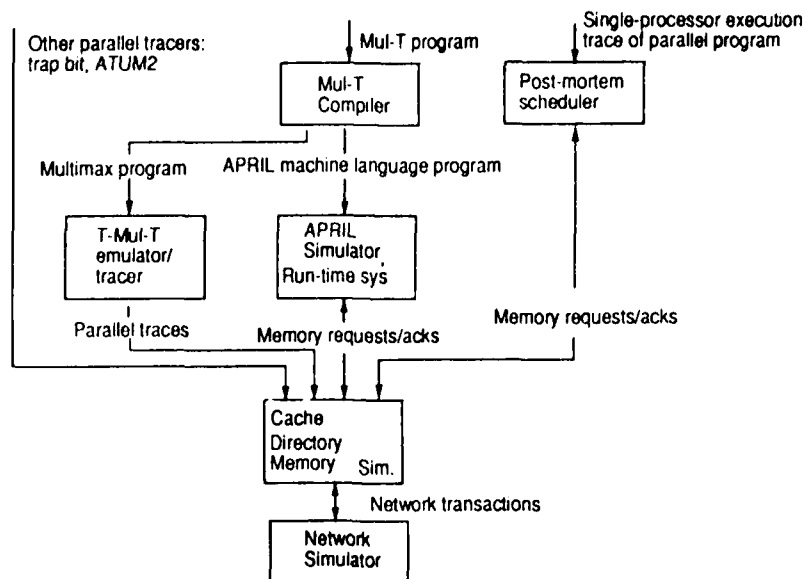 Other parallel tracers:
trap bit, ATUM2
Mul-T program
Single-processor execution
trace of parallel program
Mul-T
Compiler
Post-mortem
scheduler
Multimax program
APRIL machine language program
T-Mul-T
emulator/
tracer
APRIL
Simulator
Run-time sys
Parallel traces
Memory requests/acks
Memory requests/acks
Cache
Directory
Memory
Sim.
Network transactions
Network
Simulator